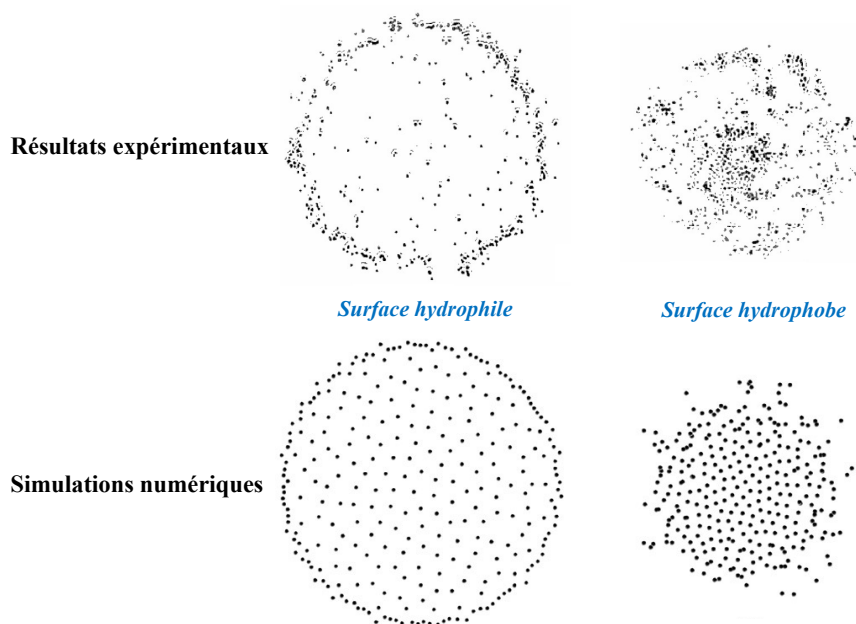 Résultats expérimentaux
Surface hydrophile
Surface hydrophobe
Simulations numériques